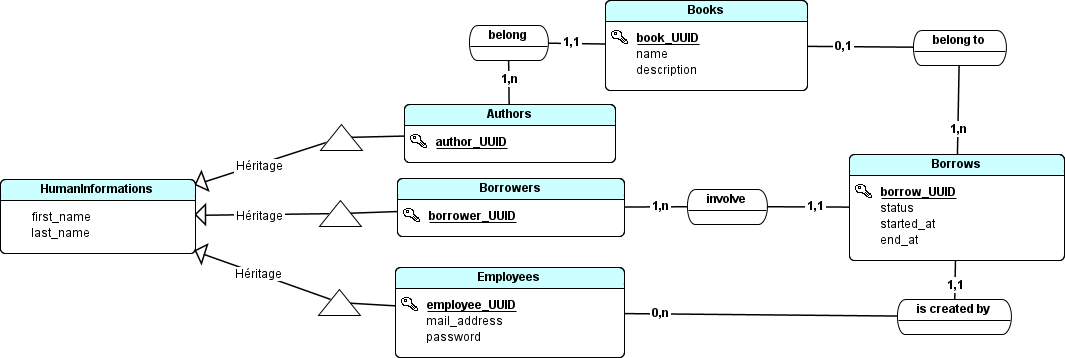 Books
book_UUID
name
description
belong
1,1
0,1
belong to
1,n
1,n
Authors
author_UUID
Héritage
HumanInformations
first_name
last_name
Héritage
Borrowers
borrower_UUID
1,n
involve
1,1
Borrows
borrow_UUID
status
started_at
end_at
Héritage
Employees
employee_UUID
mail_address
password
0,n
1,1
is created by